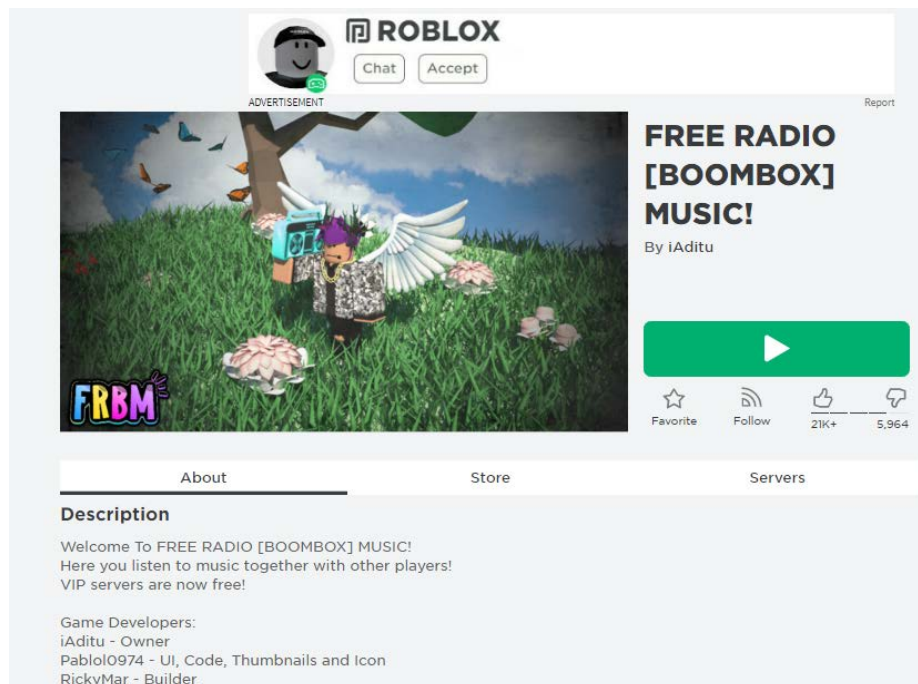 ROBLOX
Chat Accept
ADVERTISEMENT Report
FREE RADIO
[BOOMBOX]
MUSIC!
By iAditu
FRBM
Favorite Follow 21K+ 5,964
About Store Servers
Description
Welcome To FREE RADIO [BOOMBOX] MUSIC!
Here you listen to music together with other players!
VIP servers are now free!
Game Developers:
iAditu - Owner
Pablol0974 - UI, Code, Thumbnails and Icon
RickyMar - Builder